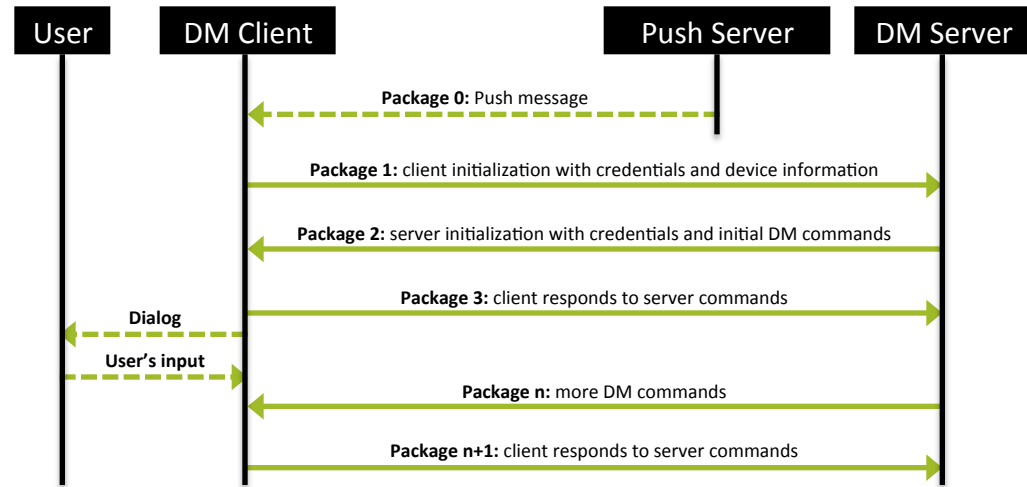 User
DM Client
Push Server
DM Server
Package 0: Push message
Package 1: client initialization with credentials and device information
Package 2: server initialization with credentials and initial DM commands
Package 3: client responds to server commands
Dialog
User's input
Package n: more DM commands
Package n+1: client responds to server commands